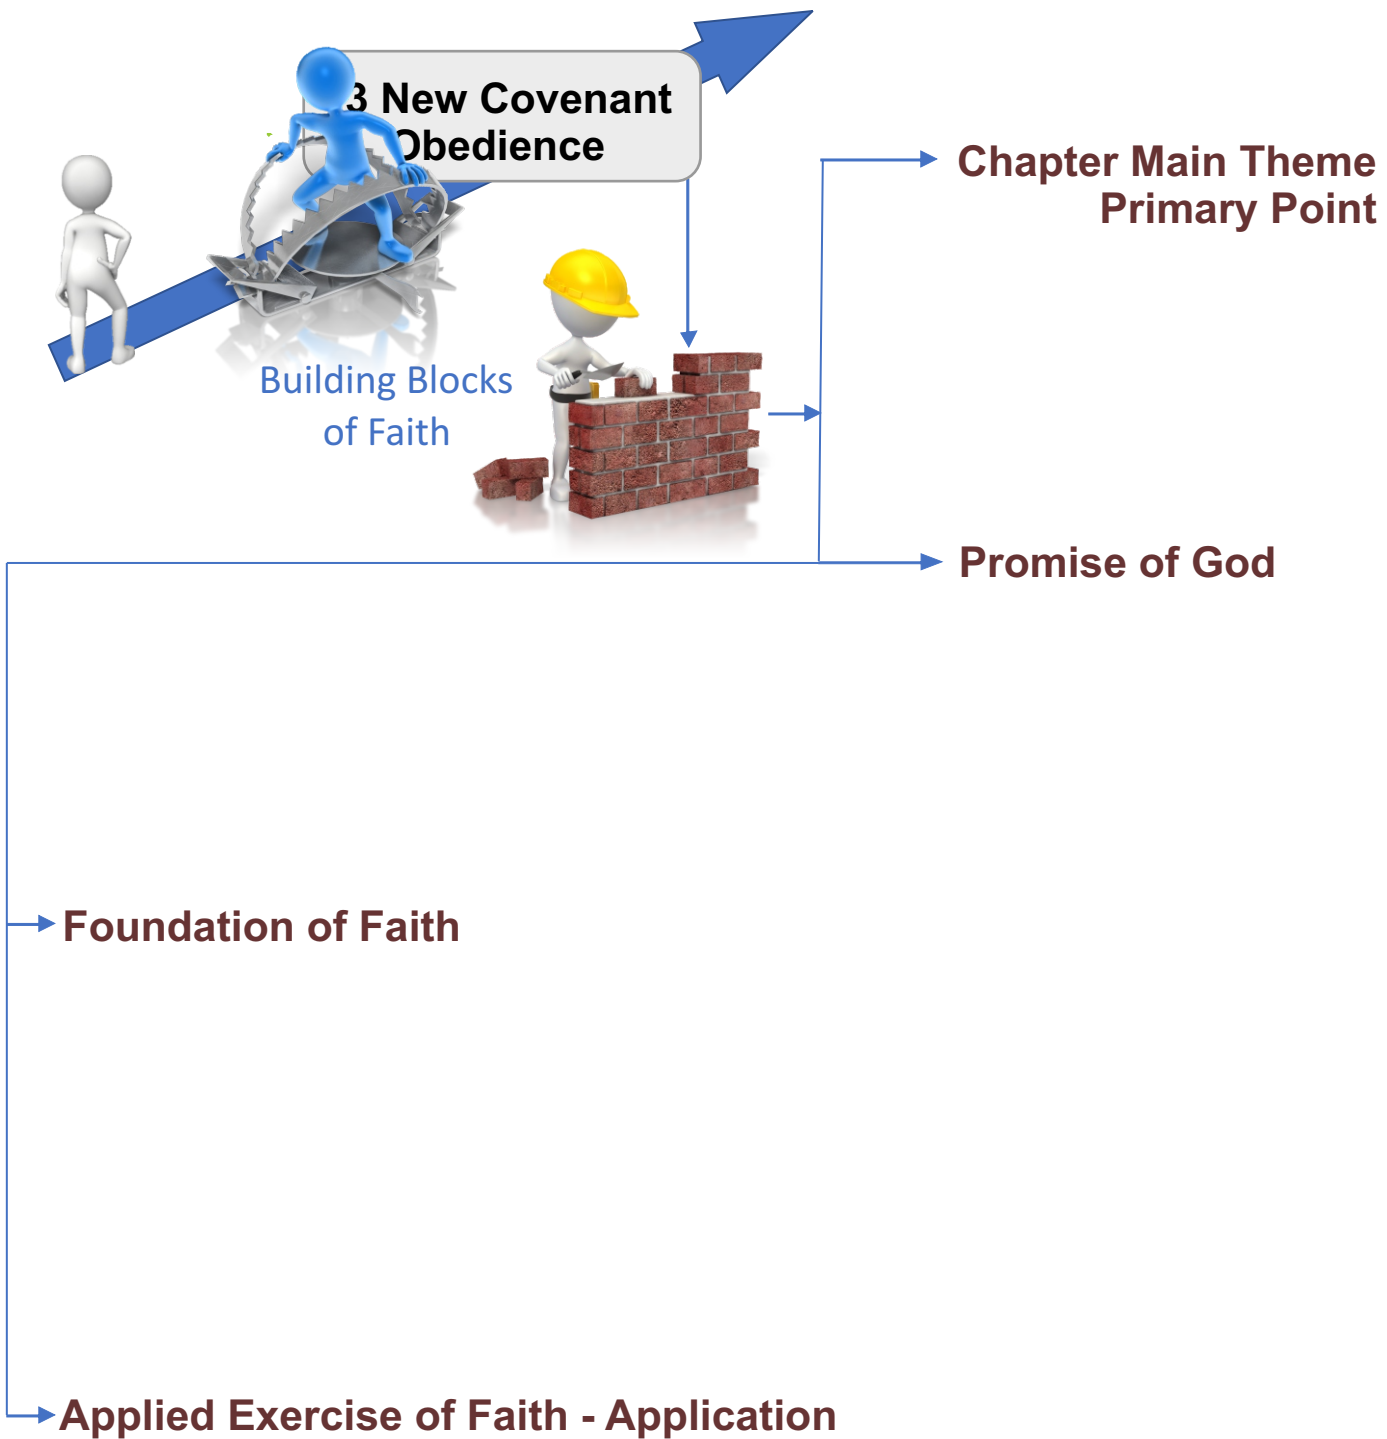 3 New Covenant
Obedience
Chapter Main Theme
Primary Point
Building Blocks
of Faith
Promise of God
Foundation of Faith
Applied Exercise of Faith - Application